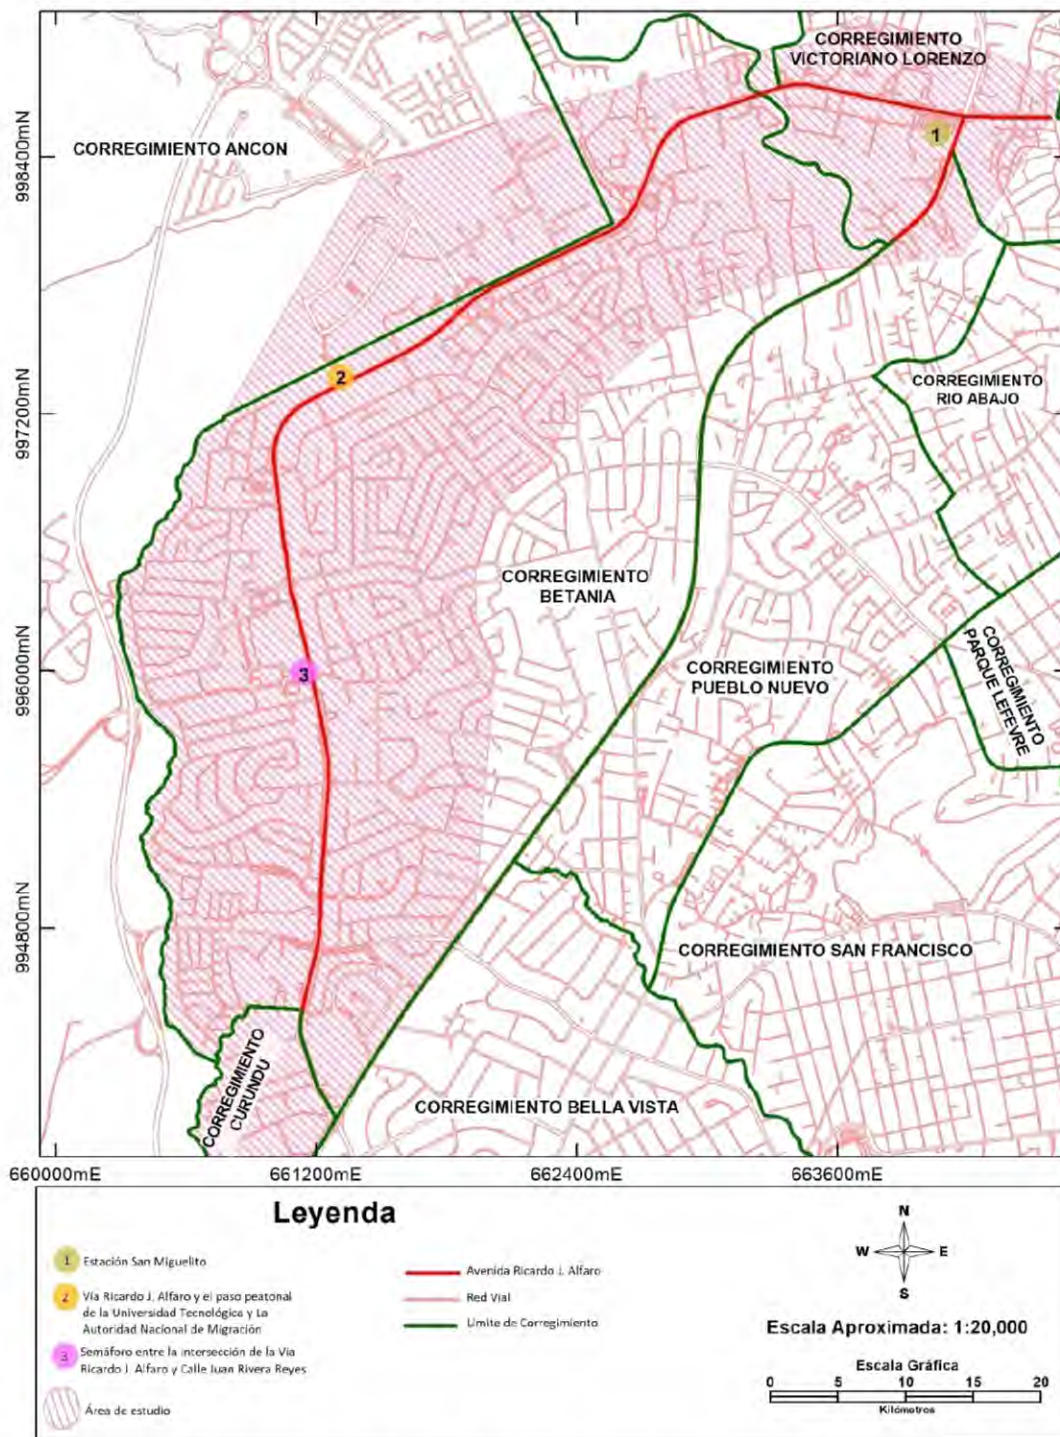 CORREGIMIENTO
VICTORIANO LORENZO
CORREGIMIENTO ANCON
1
998400mN
2
CORREGIMIENTO
RIO ABAJO
997200mN
CORREGIMIENTO
BETANIA
3
996000mN
CORREGIMIENTO
PUEBLO NUEVO
CORREGIMIENTO
PARQUE LEFEVRE
994800mN
CORREGIMIENTO SAN FRANCISCO
CORREGIMIENTO
CURUNDU
CORREGIMIENTO BELLA VISTA
660000mE
661200mE
662400mE
663600mE
Leyenda
1 Estación San Miguelito
2 Vía Ricardo J. Alfaro y el paso peatonal
de la Universidad Tecnológica y La
Autoridad Nacional de Migración
3 Semáforo entre la intersección de la Vía
Ricardo J. Alfaro y Calle Juan Rivera Reyes
Área de estudio
Avenida Ricardo J. Alfaro
Red Vial
Limite de Corregimiento
N
W E
S
Escala Aproximada: 1:20,000
Escala Gráfica
0 5 10 15 20
Kilómetros